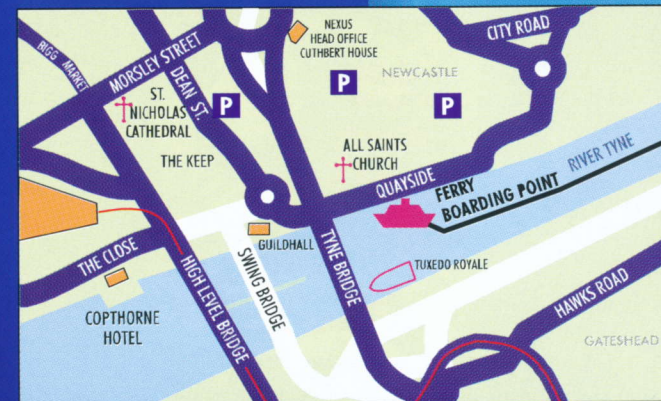 NEXUS
HEAD OFFICE
CUTHBERT HOUSE
CITY ROAD
BIGG MARKET
MORSLEY STREET
DEAN ST.
NEWCASTLE
P
P
P
ST.
NICHOLAS
CATHEDRAL
THE KEEP
ALL SAINTS
CHURCH
RIVER TYNE
QUAYSIDE
FERRY
BOARDING POINT
GUILDHALL
THE CLOSE
TYNE BRIDGE
SWING BRIDGE
HIGH LEVEL BRIDGE
TUXEDO ROYALE
HAWKS ROAD
COPTHORNE
HOTEL
GATESHEAD